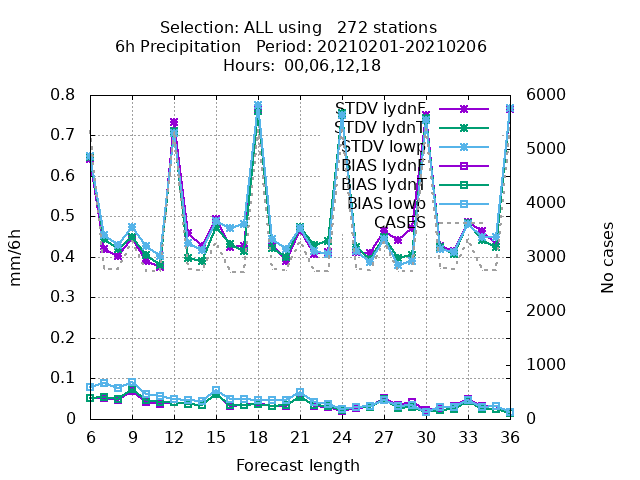 Selection: ALL using   272 stations
6h Precipitation   Period: 20210201-20210206
Hours: 00,06,12,18
STDV lydnF
STDV lydnT
STDV lowp
BIAS lydnF
BIAS lydnT
BIAS lowp
CASES
mm/6h
0.8
0.7
0.6
0.5
0.4
0.3
0.2
0.1
0
No cases
6000
5000
4000
3000
2000
1000
0
6 9 12 15 18 21 24 27 30 33 36
Forecast length